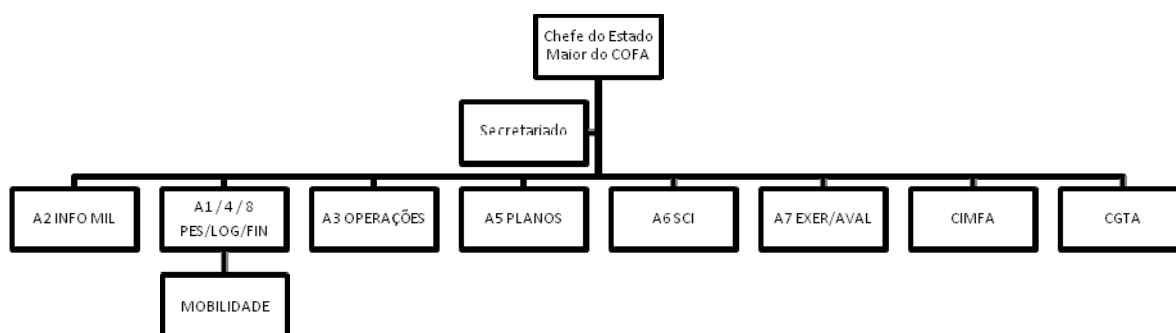 Chefe do Estado
Maior do COFA
Secretariado
A2 INFO MIL
A1 / 4 / 8
PES/LOG/FIN
A3 OPERAÇÕES
A5 PLANOS
A6 SCI
A7 EXER/AVAL
CIMFA
CGTA
MOBILIDADE